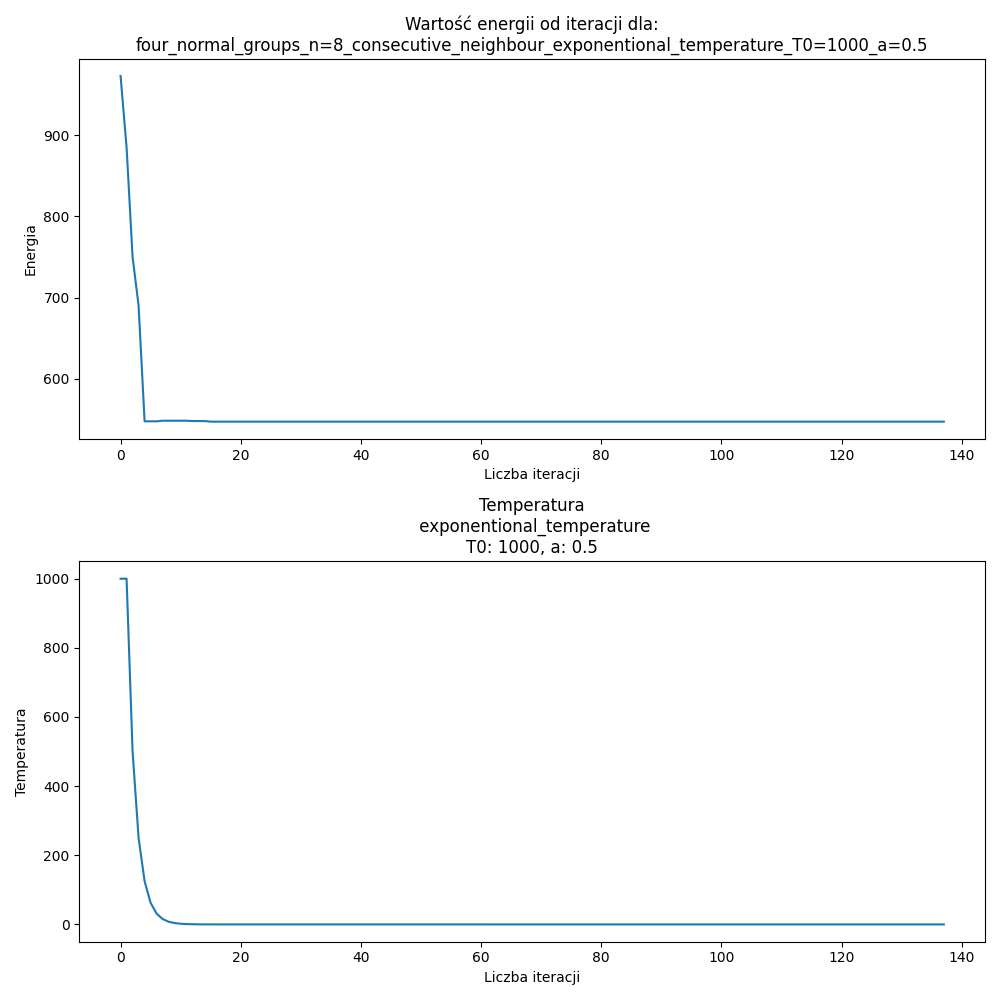 Wartość energii od iteracji dla:
four_normal_groups_n=8_consecutive_neighbour_exponentional_temperature_T0=1000_a=0.5
900
800
700
600
Energia
0 20 40 60 80 100 120 140
Liczba iteracji
Temperatura
exponentional_temperature
T0: 1000, a: 0.5
1000
800
600
400
200
0
Temperatura
0 20 40 60 80 100 120 140
Liczba iteracji